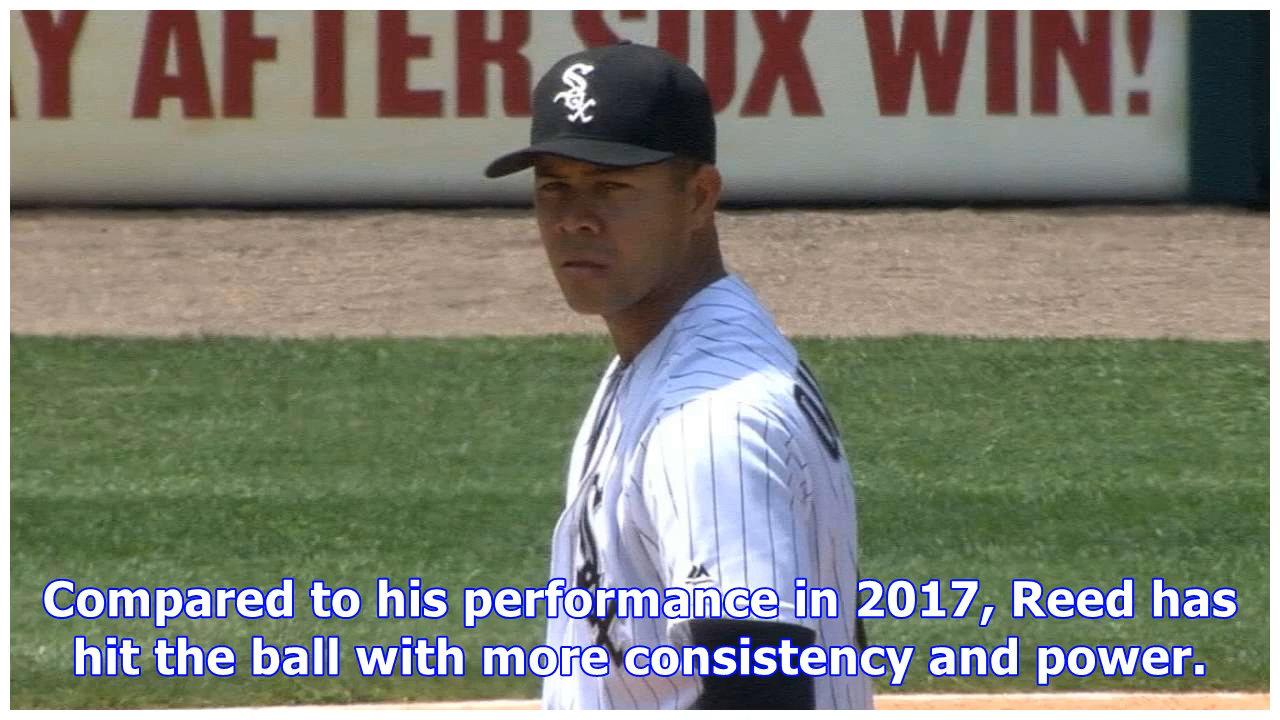 Y AFTER SOX WIN!
Sox
Compared to his performance in 2017, Reed has
hit the ball with more consistency and power.